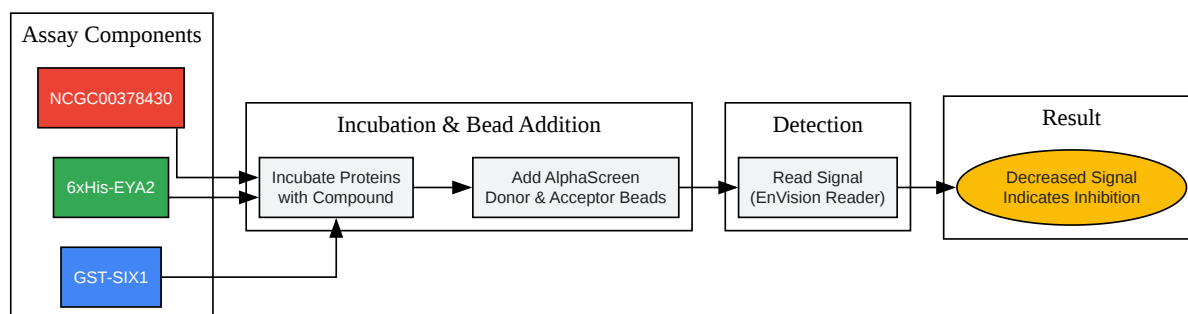 Assay Components
NCGC00378430
6xHis-EYA2
GST-SIX1
Incubation & Bead Addition
Incubate Proteins
with Compound
Add AlphaScreen
Donor & Acceptor Beads
Detection
Read Signal
(EnVision Reader)
Result
Decreased Signal
Indicates Inhibition